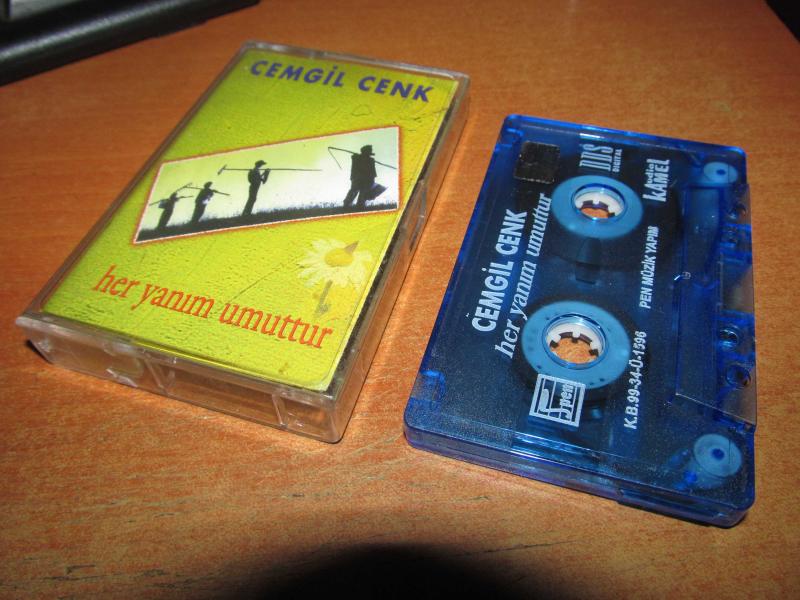 CEMGİL CENK
her yanım umuttur
CEMGİL CENK
her yanım umuttur
pen
DDS
DIGITAL
audio
KAMEL
K.B.99-34-Ü-1596
PEN MÜZİK YAPIM